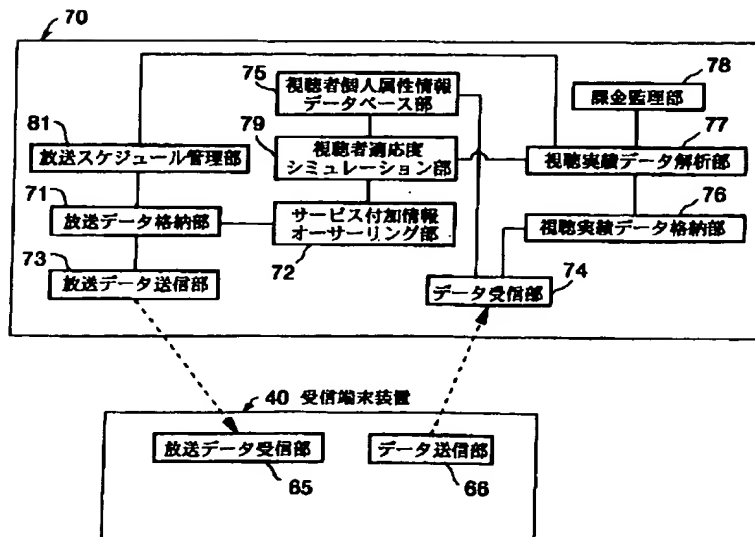 70
75
視聴者個人属性情報
データベース部
78
課金監理部
81
放送スケジュール管理部
79
視聴者適応度
シミュレーション部
77
視聴実績データ解析部
71
放送データ格納部
サービス付加情報
オーサーリング部
72
76
視聴実績データ格納部
73
放送データ送信部
74
データ受信部
40 受信端末装置
放送データ受信部
65
データ送信部
66